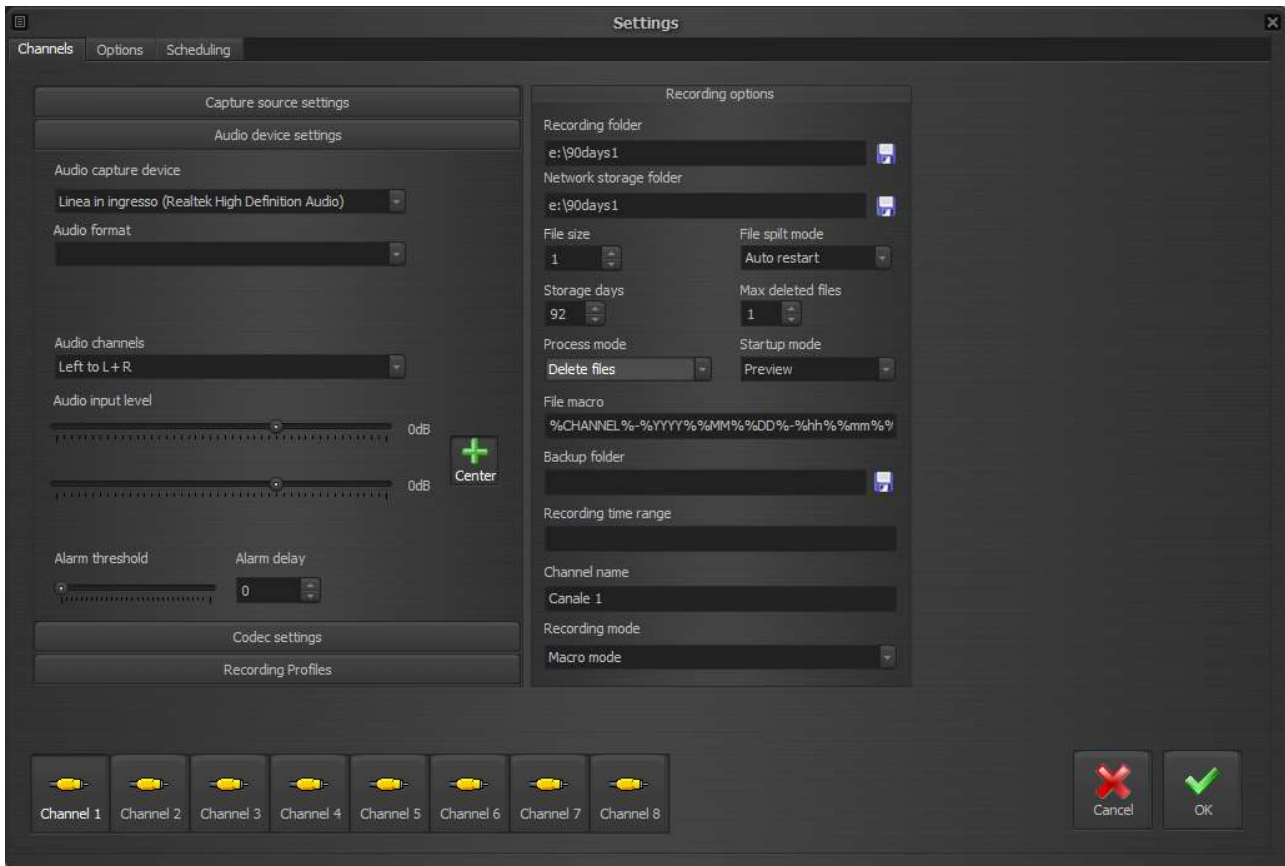 Settings
Channels Options Scheduling
Capture source settings
Audio device settings
Audio capture device
Linea in ingresso (Realtek High Definition Audio)
Audio format
Audio channels
Left to L+R
Audio input level
0dB
0dB
Center
Alarm threshold Alarm delay
0
Codec settings
Recording Profiles
Recording options
Recording folder
e:\90days1
Network storage folder
e:\90days1
File size File spilt mode
1 Auto restart
Storage days Max deleted files
92 1
Process mode Startup mode
Delete files Preview
File macro
%CHANNEL%-%YYYY%%MM%%DD%-%hh%%mm%%
Backup folder
Recording time range
Channel name
Canale 1
Recording mode
Macro mode
Channel 1 Channel 2 Channel 3 Channel 4 Channel 5 Channel 6 Channel 7 Channel 8
Cancel OK